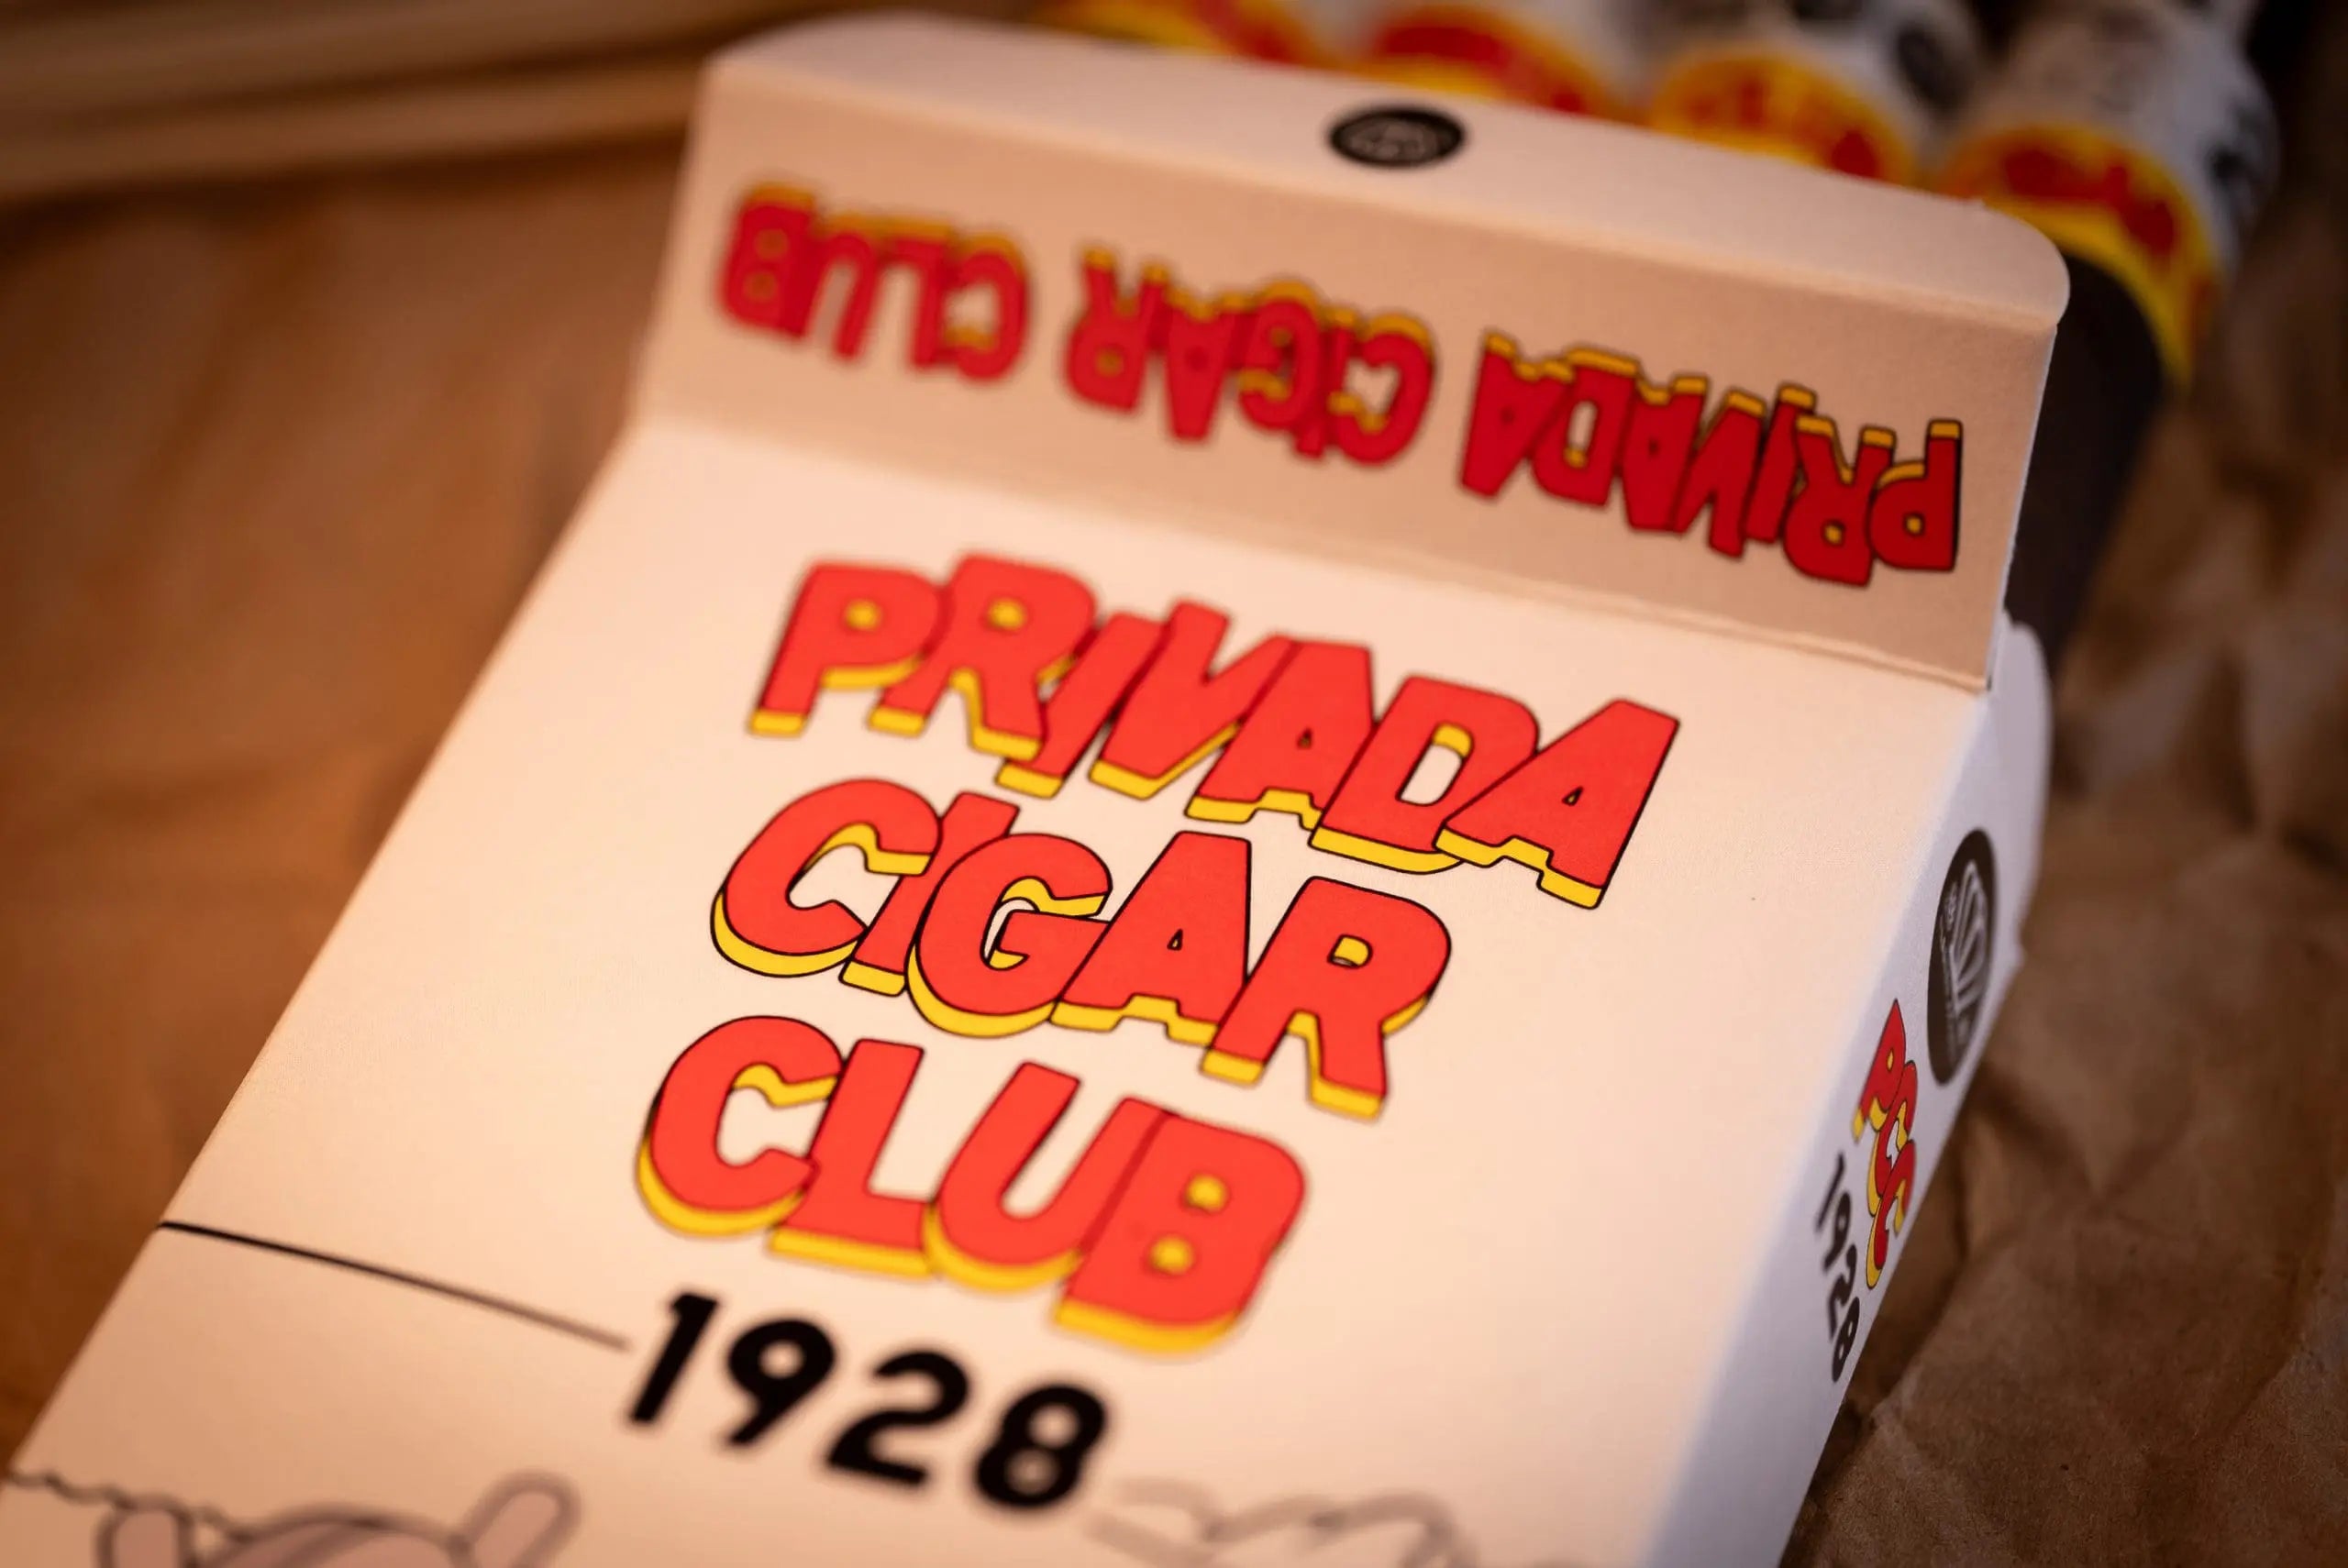 PRIVADA CIGAR CLUB
PRIVADA
CIGAR
CLUB
1928
PCC
1928